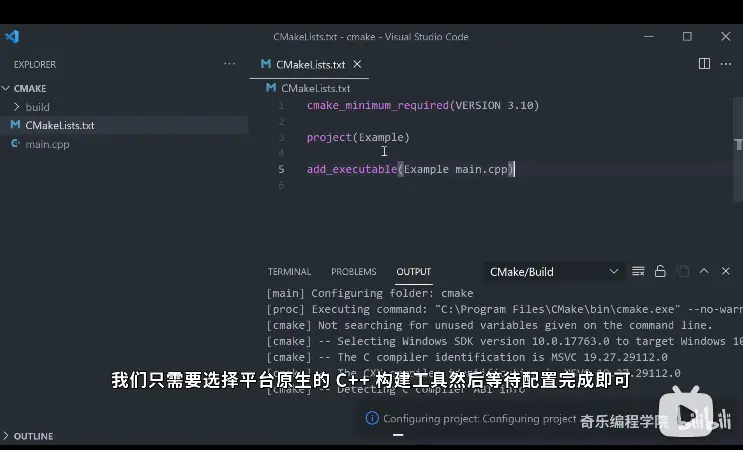 CMakeLists.txt - cmake - Visual Studio Code
EXPLORER
CMAKE
build
CMakeLists.txt
main.cpp
OUTLINE
CMakeLists.txt
CMakeLists.txt
1 cmake_minimum_required(VERSION 3.10)
2
3 project(Example)
4
5 add_executable(Example main.cpp)
6
TERMINAL PROBLEMS OUTPUT CMake/Build
[main] Configuring folder: cmake
[proc] Executing command: "C:\Program Files\CMake\bin\cmake.exe" --no-warn
[cmake] Not searching for unused variables given on the command line.
[cmake] -- Selecting Windows SDK version 10.0.17763.0 to target Windows 10
[cmake] -- The C compiler identification is MSVC 19.27.29112.0
[cmake] -- The CXX compiler identification is MSVC 19.27.29112.0
[cmake] -- Detecting C compiler ABI info
我们只需要选择平台原生的 C++ 构建工具然后等待配置完成即可
Configuring project: Configuring project
奇乐编程学院
bilibili